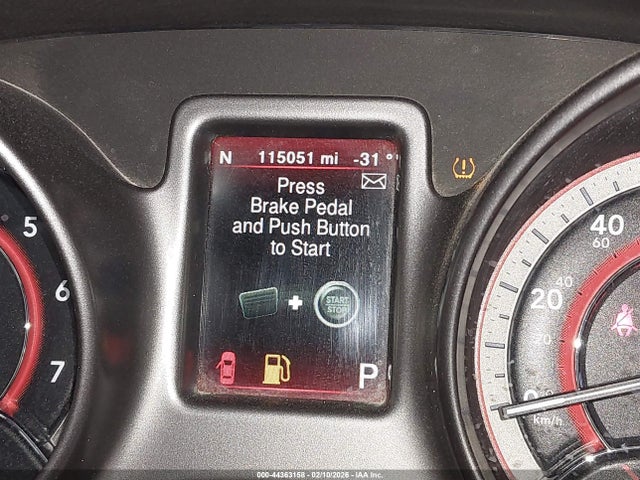 N 115051 mi -31 °
Press
Brake Pedal
and Push Button
to Start
START
STOP
P
5
6
7
40
60
40
20
0
km/h
000-44363158 - 02/10/2026 - IAA Inc.